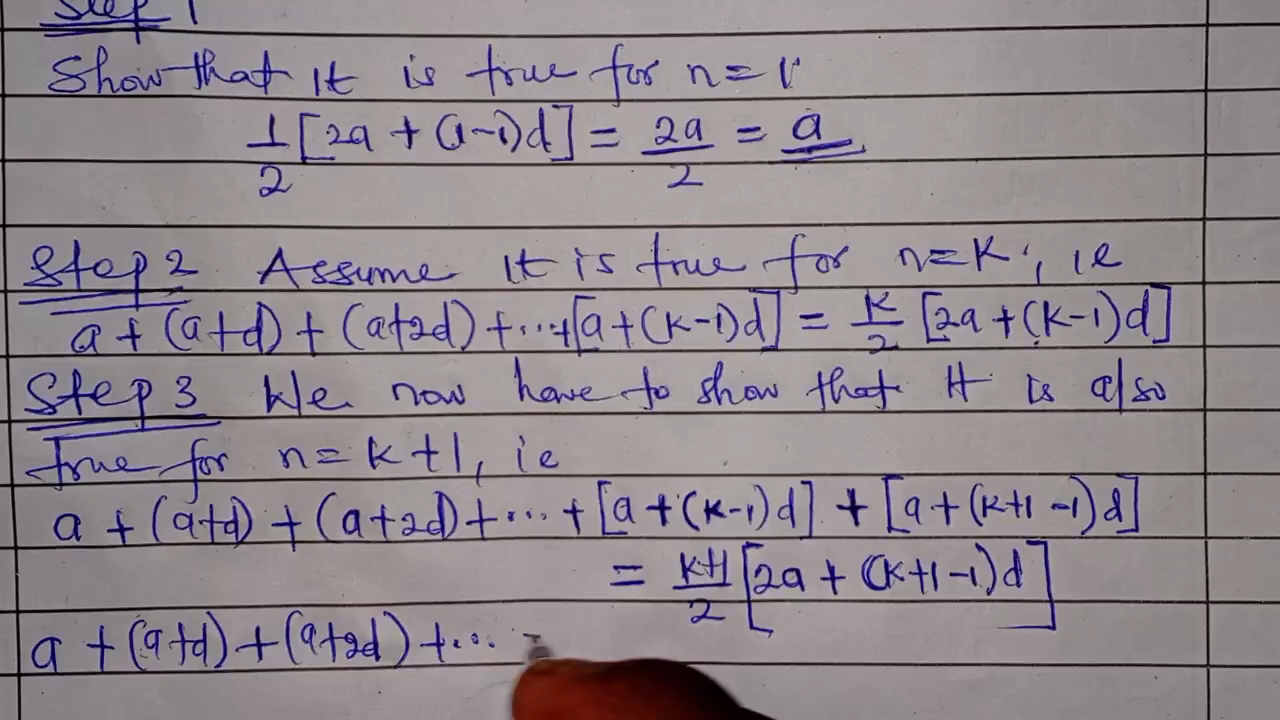 Step 1
Show that it is true for n=1
1/2 [2a + (1-1)d] = 2a/2 = a
Step 2 Assume it is true for n=k, ie
a + (a+d) + (a+2d) + ... + [a+(k-1)d] = k/2 [2a+(k-1)d]
Step 3 We now have to show that it is also
true for n=k+1, ie
a + (a+d) + (a+2d) + ... + [a+(k-1)d] + [a+(k+1-1)d]
= k+1/2 [2a + (k+1-1)d]
a + (a+d) + (a+2d) + ...